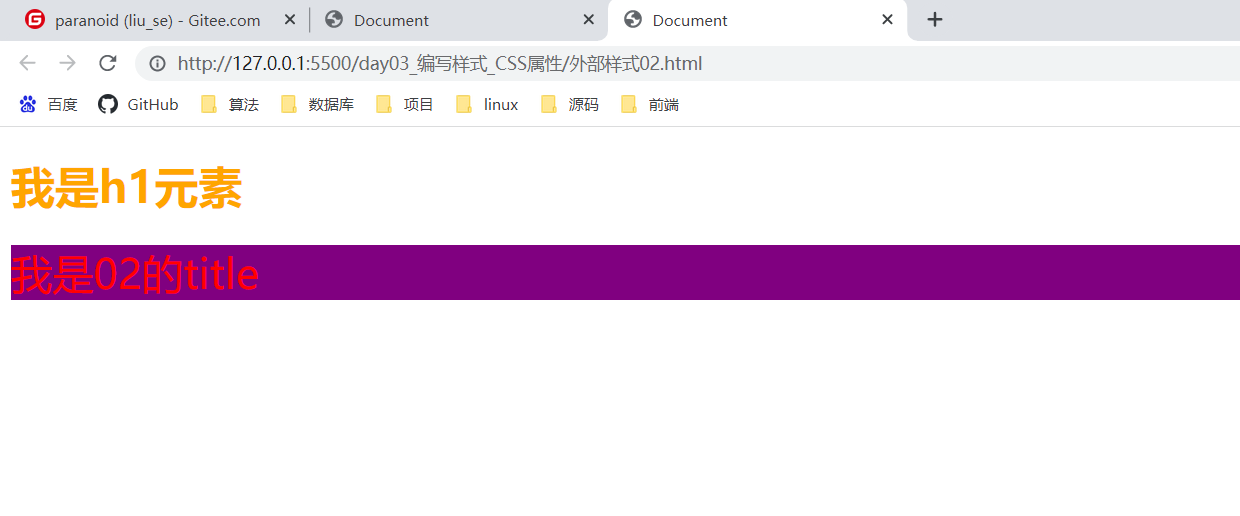 paranoid (liu_se) - Gitee.com Document Document
http://127.0.0.1:5500/day03_编写样式_CSS属性/外部样式02.html
百度 GitHub 算法 数据库 项目 linux 源码 前端
我是h1元素
我是02的title